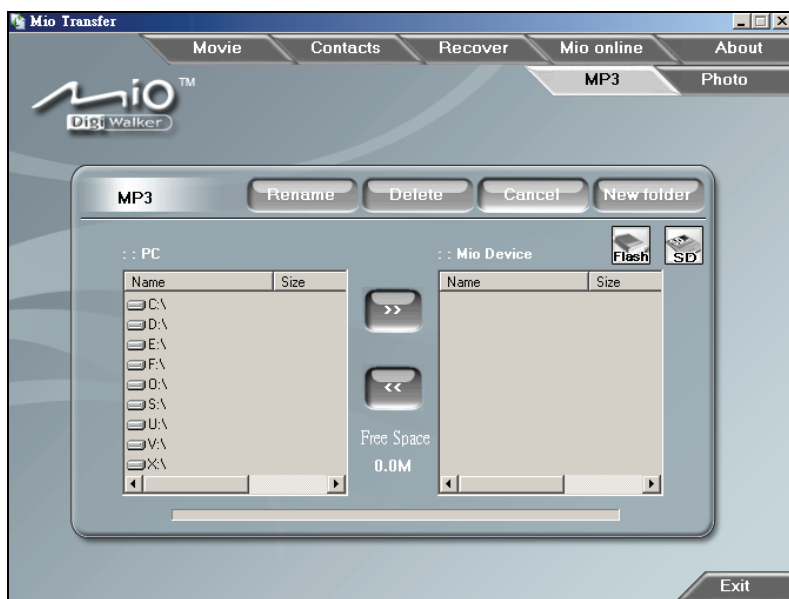 Mio Transfer
Movie Contacts Recover Mio online About
MP3 Photo
Mio TM
Digi Walker
MP3 Rename Delete Cancel New folder
: : PC : : Mio Device Flash SD
Name Size Name Size
C:\
D:\
E:\
F:\
O:\
S:\
U:\
V:\
X:\
>>
<<
Free Space
0.0M
Exit